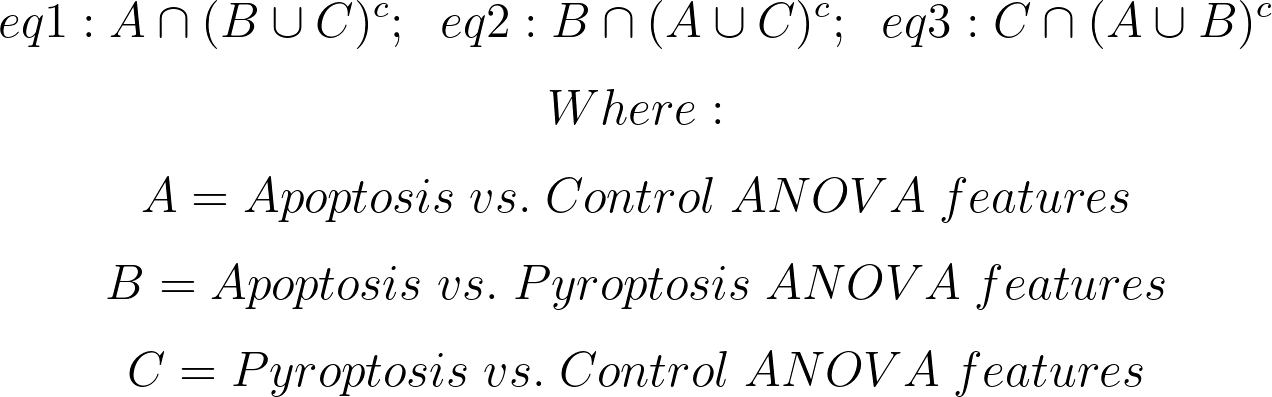 eq1 : A ∩ (B ∪ C)ᶜ; eq2 : B ∩ (A ∪ C)ᶜ; eq3 : C ∩ (A ∪ B)ᶜ
Where :
A = Apoptosis vs. Control ANOVA features
B = Apoptosis vs. Pyroptosis ANOVA features
C = Pyroptosis vs. Control ANOVA features